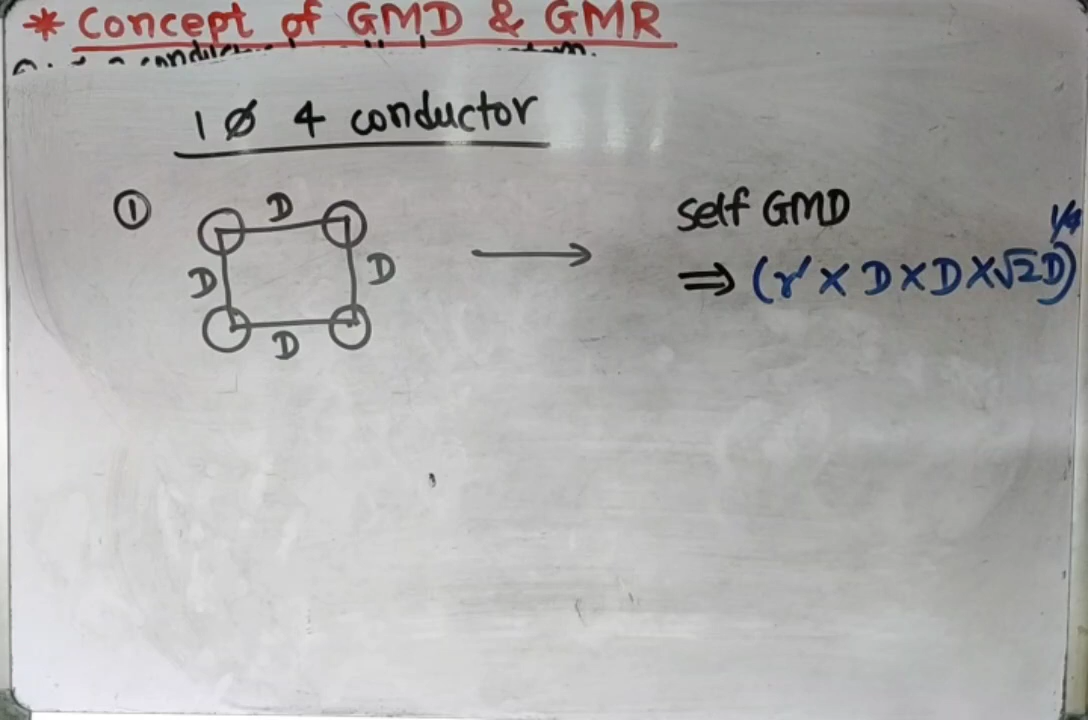 * Concept of GMD & GMR
1ø 4 conductor
① D
D D
D
self GMD
⇒ (r' × D × D × √2D)^1/4